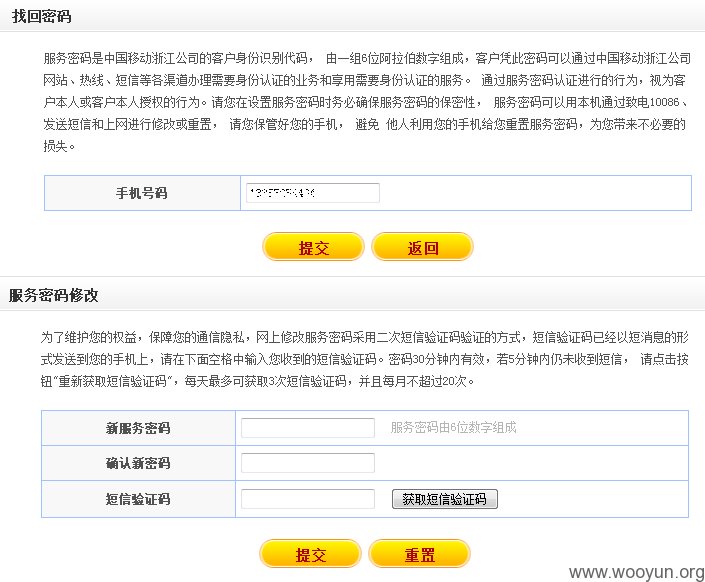 找回密码
服务密码是中国移动浙江公司的客户身份识别代码， 由一组6位阿拉伯数字组成，客户凭此密码可以通过中国移动浙江公司
网站、热线、短信等各渠道办理需要身份认证的业务和享用需要身份认证的服务。 通过服务密码认证进行的行为，视为客
户本人或客户本人授权的行为。请您在设置服务密码时务必确保服务密码的保密性， 服务密码可以用本机通过致电10086、
发送短信和上网进行修改或重置， 请您保管好您的手机， 避免 他人利用您的手机给您重置服务密码，为您带来不必要的
损失。
手机号码
提交 返回
服务密码修改
为了维护您的权益，保障您的通信隐私，网上修改服务密码采用二次短信验证码验证的方式，短信验证码已经以短消息的形
式发送到您的手机上，请在下面空格中输入您收到的短信验证码。密码30分钟内有效，若5分钟内仍未收到短信， 请点击按
钮“重新获取短信验证码”，每天最多可获取3次短信验证码，并且每月不超过20次。
新服务密码 服务密码由6位数字组成
确认新密码
短信验证码 获取短信验证码
提交 重置
www.wooyun.org